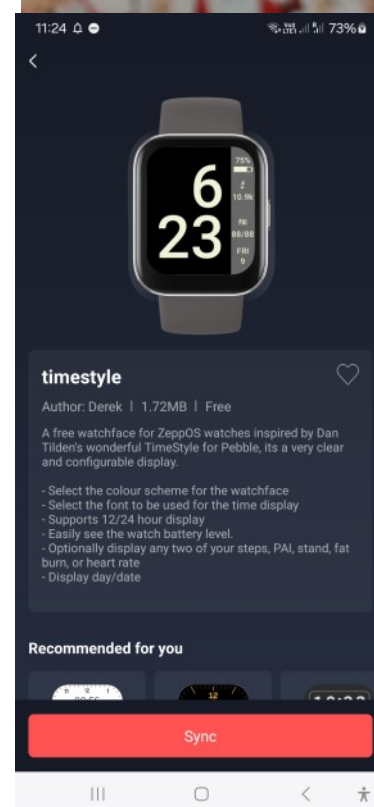 11:24
73%
6
23
75%
10.9k
PAI
88/88
FRI
9
timestyle
Author: Derek | 1.72MB | Free
A free watchface for ZeppOS watches inspired by Dan
Tilden's wonderful TimeStyle for Pebble, its a very clear
and configurable display.
- Select the colour scheme for the watchface
- Select the font to be used for the time display
- Supports 12/24 hour display
- Easily see the watch battery level.
- Optionally display any two of your steps, PAI, stand, fat
burn, or heart rate
- Display day/date
Recommended for you
12
Sync